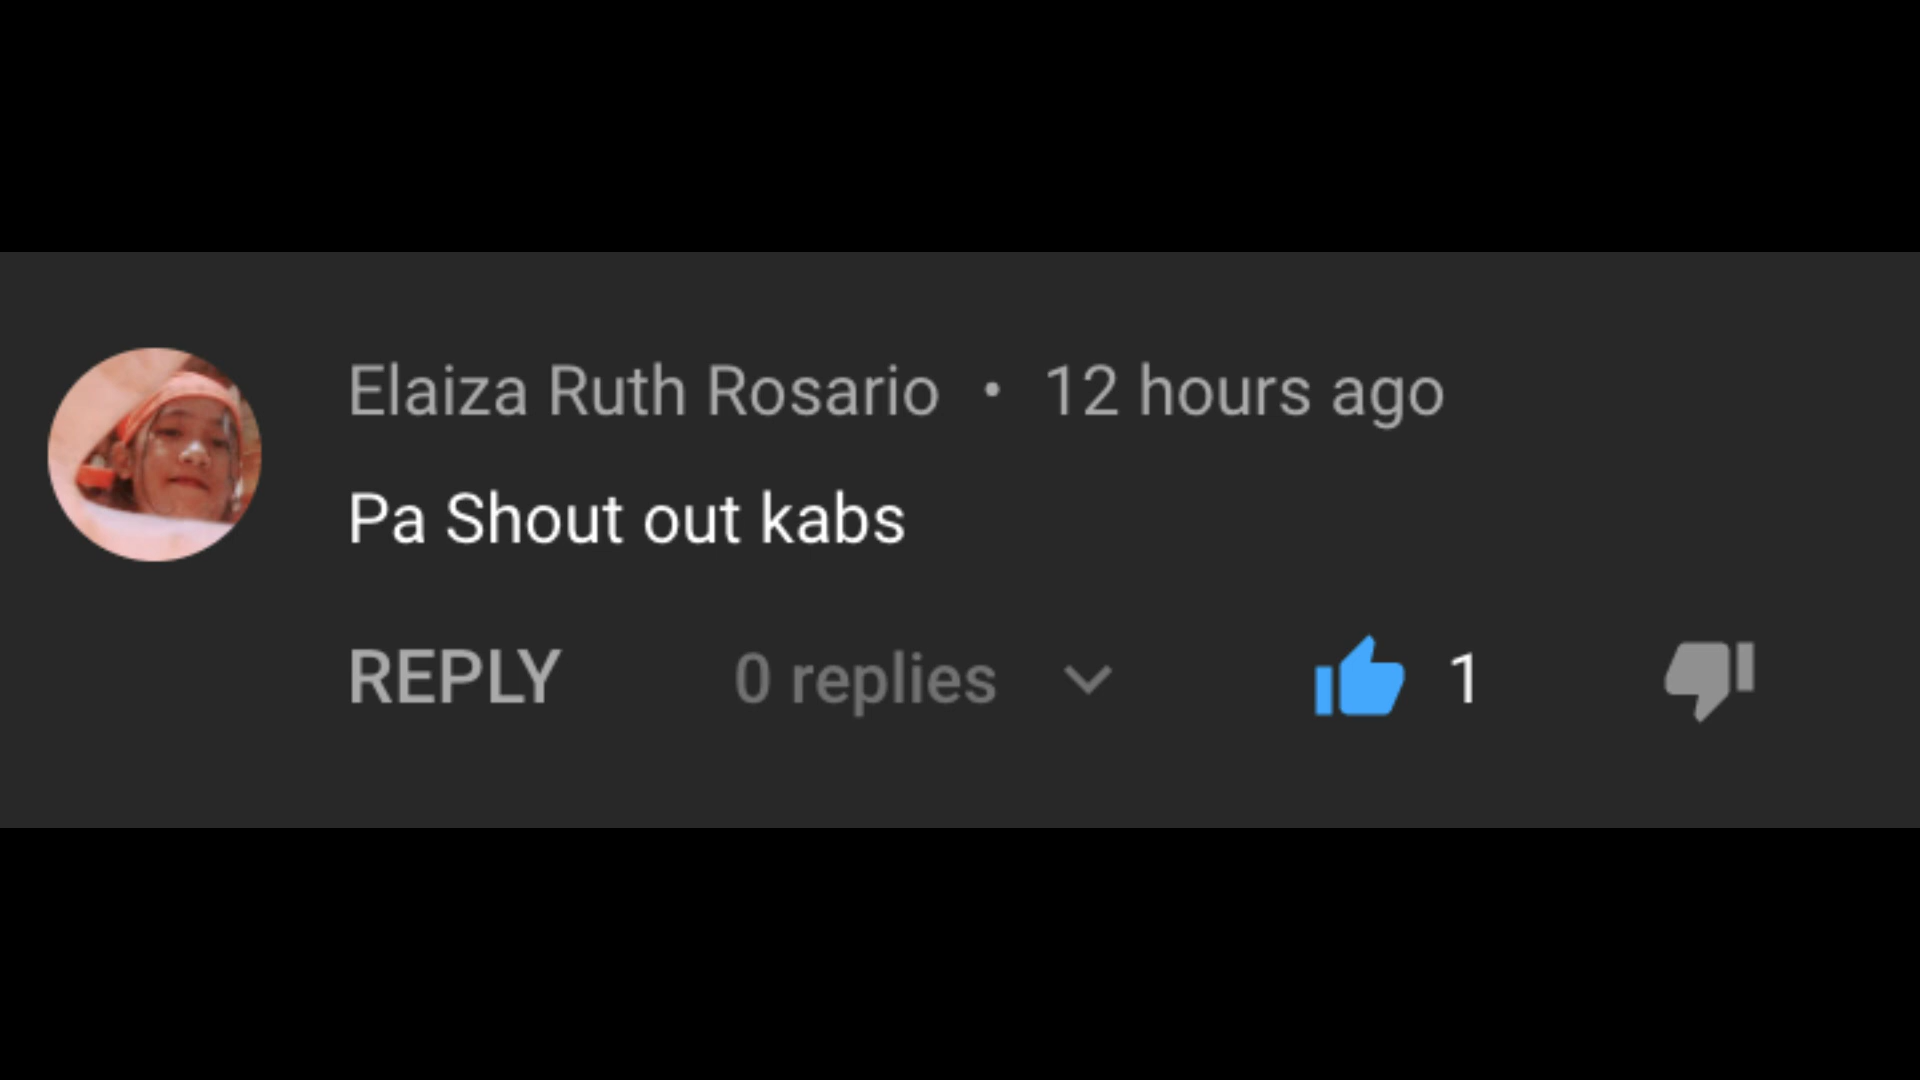 Elaiza Ruth Rosario • 12 hours ago
Pa Shout out kabs
REPLY 0 replies 1